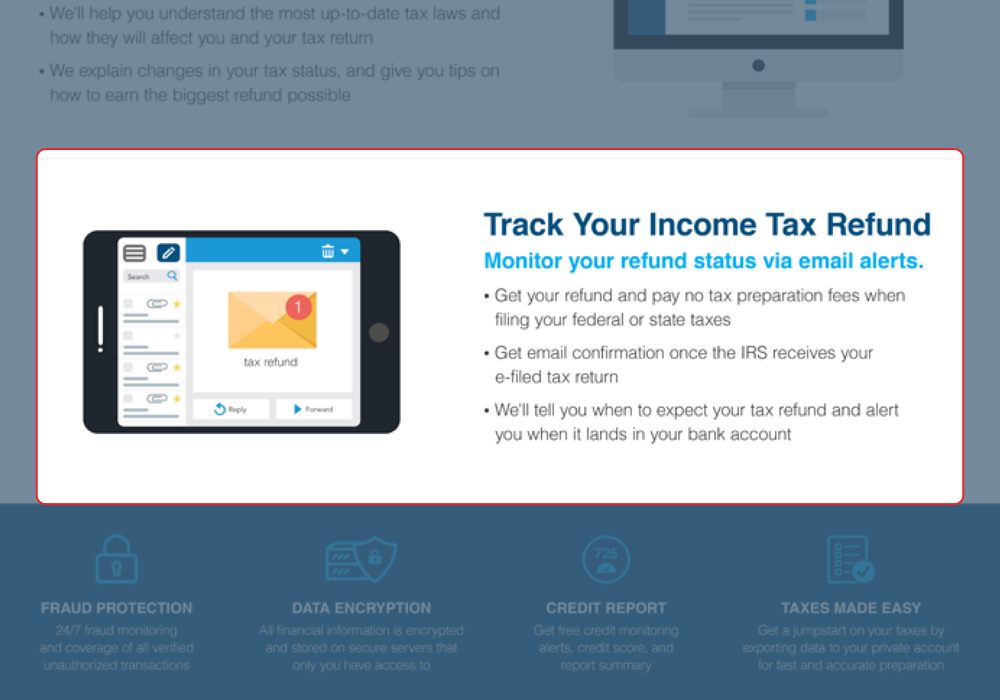 • We'll help you understand the most up-to-date tax laws and
how they will affect you and your tax return
• We explain changes in your tax status, and give you tips on
how to earn the biggest refund possible
Search
1
tax refund
Reply
Forward
Track Your Income Tax Refund
Monitor your refund status via email alerts.
• Get your refund and pay no tax preparation fees when
filing your federal or state taxes
• Get email confirmation once the IRS receives your
e-filed tax return
• We'll tell you when to expect your tax refund and alert
you when it lands in your bank account
FRAUD PROTECTION
24/7 fraud monitoring
and coverage of all verified
unauthorized transactions
DATA ENCRYPTION
All financial information is encrypted
and stored on secure servers that
only you have access to
725
CREDIT REPORT
Get free credit monitoring
alerts, credit score, and
report summary
TAXES MADE EASY
Get a jumpstart on your taxes by
exporting data to your private account
for fast and accurate preparation